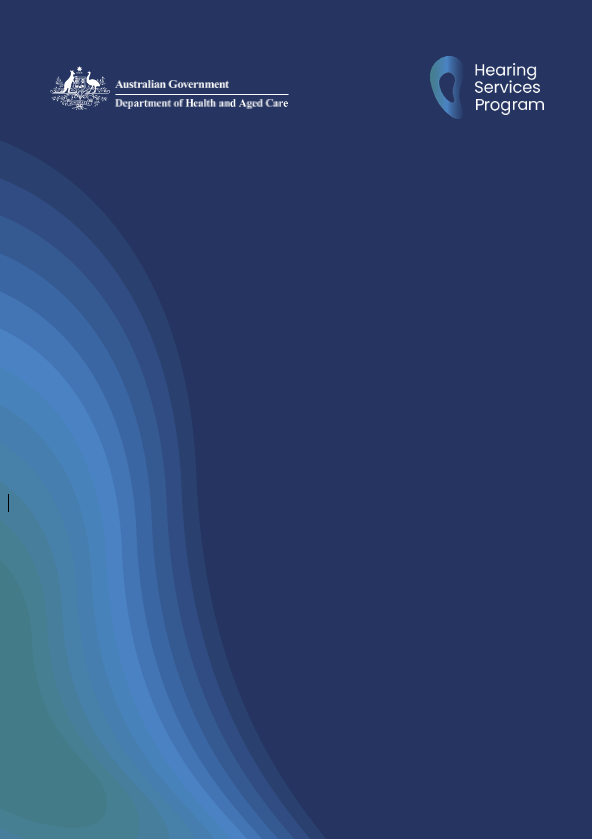 Australian Government
Department of Health and Aged Care
Hearing
Services
Program